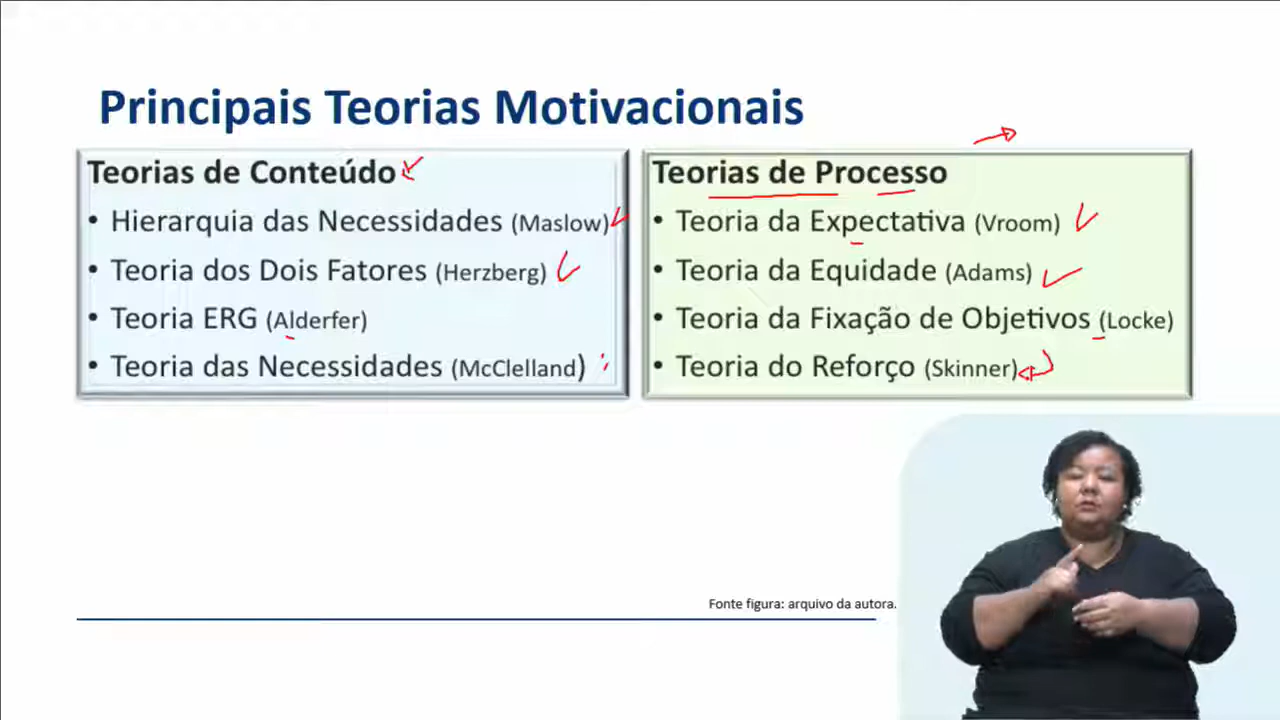 Principais Teorias Motivacionais
Teorias de Conteúdo
• Hierarquia das Necessidades (Maslow)
• Teoria dos Dois Fatores (Herzberg)
• Teoria ERG (Alderfer)
• Teoria das Necessidades (McClelland)
Teorias de Processo
• Teoria da Expectativa (Vroom)
• Teoria da Equidade (Adams)
• Teoria da Fixação de Objetivos (Locke)
• Teoria do Reforço (Skinner)
Fonte figura: arquivo da autora.